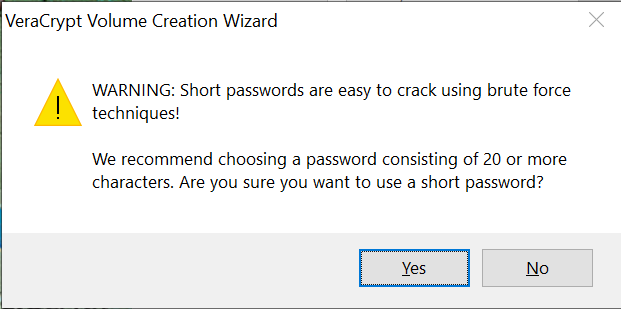 VeraCrypt Volume Creation Wizard
WARNING: Short passwords are easy to crack using brute force
techniques!
We recommend choosing a password consisting of 20 or more
characters. Are you sure you want to use a short password?
Yes
No